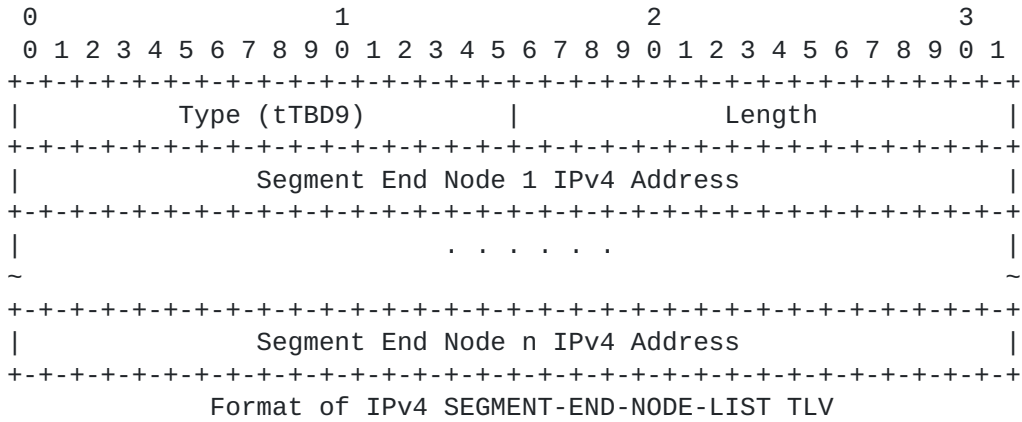 0                   1                   2                   3
 0 1 2 3 4 5 6 7 8 9 0 1 2 3 4 5 6 7 8 9 0 1 2 3 4 5 6 7 8 9 0 1
+-+-+-+-+-+-+-+-+-+-+-+-+-+-+-+-+-+-+-+-+-+-+-+-+-+-+-+-+-+-+-+-+
|          Type (tTBD9)         |             Length            |
+-+-+-+-+-+-+-+-+-+-+-+-+-+-+-+-+-+-+-+-+-+-+-+-+-+-+-+-+-+-+-+-+
|               Segment End Node 1 IPv4 Address                 |
+-+-+-+-+-+-+-+-+-+-+-+-+-+-+-+-+-+-+-+-+-+-+-+-+-+-+-+-+-+-+-+-+
|                           . . . . . .                         |
~                                                               ~
+-+-+-+-+-+-+-+-+-+-+-+-+-+-+-+-+-+-+-+-+-+-+-+-+-+-+-+-+-+-+-+-+
|               Segment End Node n IPv4 Address                 |
+-+-+-+-+-+-+-+-+-+-+-+-+-+-+-+-+-+-+-+-+-+-+-+-+-+-+-+-+-+-+-+-+
             Format of IPv4 SEGMENT-END-NODE-LIST TLV